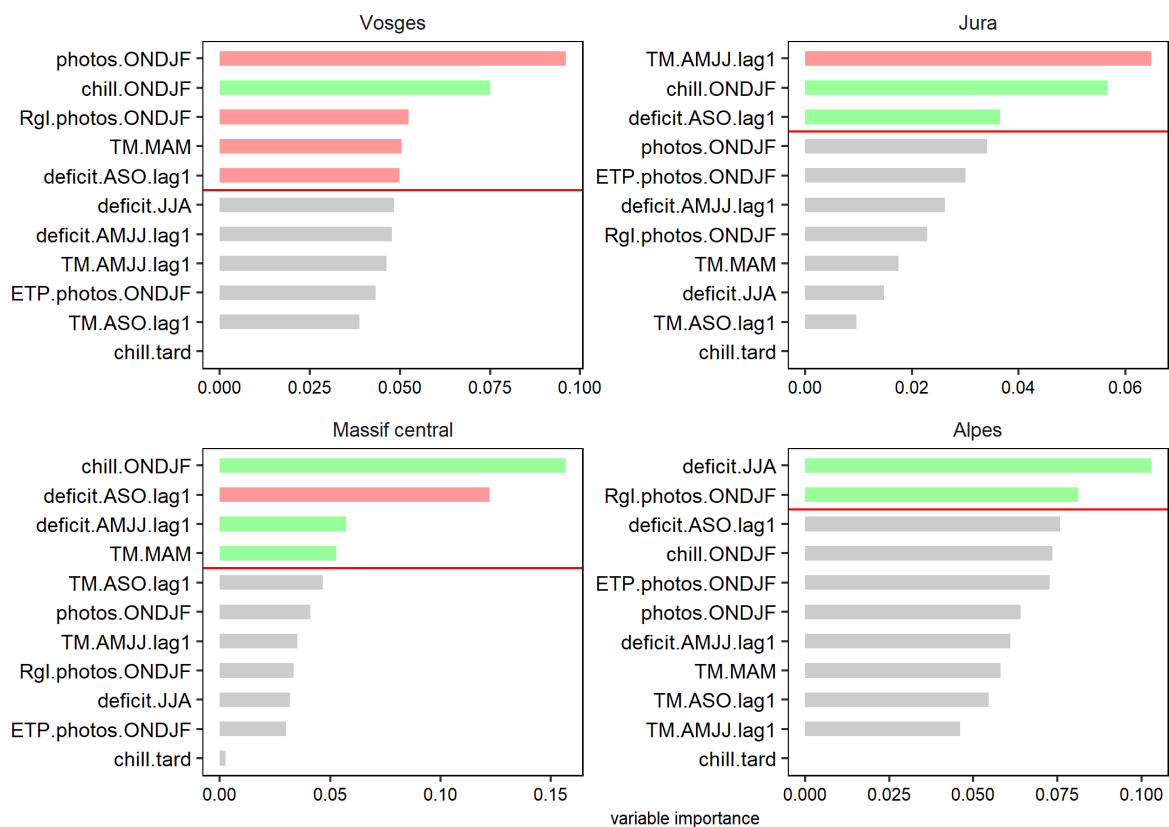 Vosges
photos.ONDJF
chill.ONDJF
Rgl.photos.ONDJF
TM.MAM
deficit.ASO.lag1
deficit.JJA
deficit.AMJJ.lag1
TM.AMJJ.lag1
ETP.photos.ONDJF
TM.ASO.lag1
chill.tard
0.000 0.025 0.050 0.075 0.100
Jura
TM.AMJJ.lag1
chill.ONDJF
deficit.ASO.lag1
photos.ONDJF
ETP.photos.ONDJF
deficit.AMJJ.lag1
Rgl.photos.ONDJF
TM.MAM
deficit.JJA
TM.ASO.lag1
chill.tard
0.00 0.02 0.04 0.06
Massif central
chill.ONDJF
deficit.ASO.lag1
deficit.AMJJ.lag1
TM.MAM
TM.ASO.lag1
photos.ONDJF
TM.AMJJ.lag1
Rgl.photos.ONDJF
deficit.JJA
ETP.photos.ONDJF
chill.tard
0.00 0.05 0.10 0.15
Alpes
deficit.JJA
Rgl.photos.ONDJF
deficit.ASO.lag1
chill.ONDJF
ETP.photos.ONDJF
photos.ONDJF
deficit.AMJJ.lag1
TM.MAM
TM.ASO.lag1
TM.AMJJ.lag1
chill.tard
0.000 0.025 0.050 0.075 0.100
variable importance